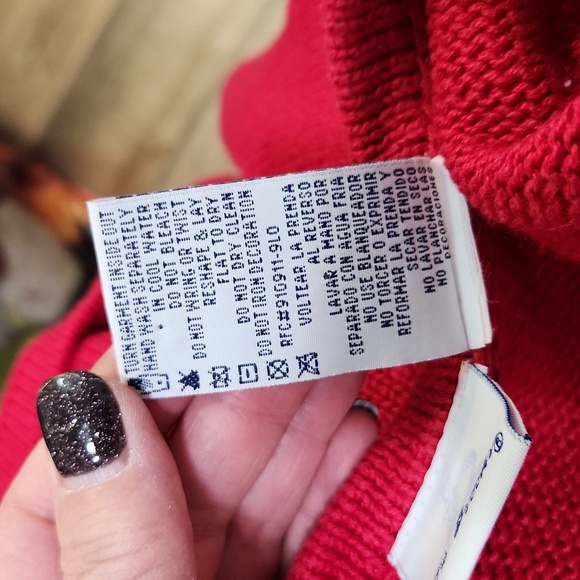 TURN GARMENT INSIDE OUT
HAND WASH SEPARATELY
IN COOL WATER
DO NOT BLEACH
DO NOT WRING OR TWIST
RESHAPE & LAY
FLAT TO DRY
DO NOT DRY CLEAN
DO NOT IRON DECORATION
RFC#910911-9L0
VOLTEAR LA PRENDA
AL REVESO
LAVAR A MANO POR
SEPARADO CON AGUA FRIA
NO USE BLANQUEADOR
NO TORCER O EXPRIMIR
REFORMAR LA PRENDA Y
SECAR TENDIDO
NO LAVAR EN SECO
NO PLANCHAR LAS
DECORACIONES